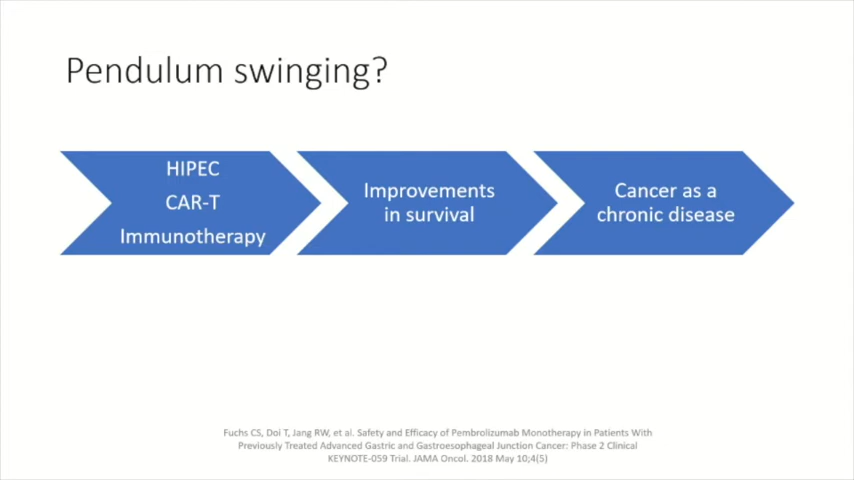 Pendulum swinging?
HIPEC
CAR-T
Immunotherapy
Improvements
in survival
Cancer as a
chronic disease
Fuchs CS, Doi T, Jang RW, et al. Safety and Efficacy of Pembrolizumab Monotherapy in Patients With
Previously Treated Advanced Gastric and Gastroesophageal Junction Cancer: Phase 2 Clinical
KEYNOTE-059 Trial. JAMA Oncol. 2018 May 10;4(5)